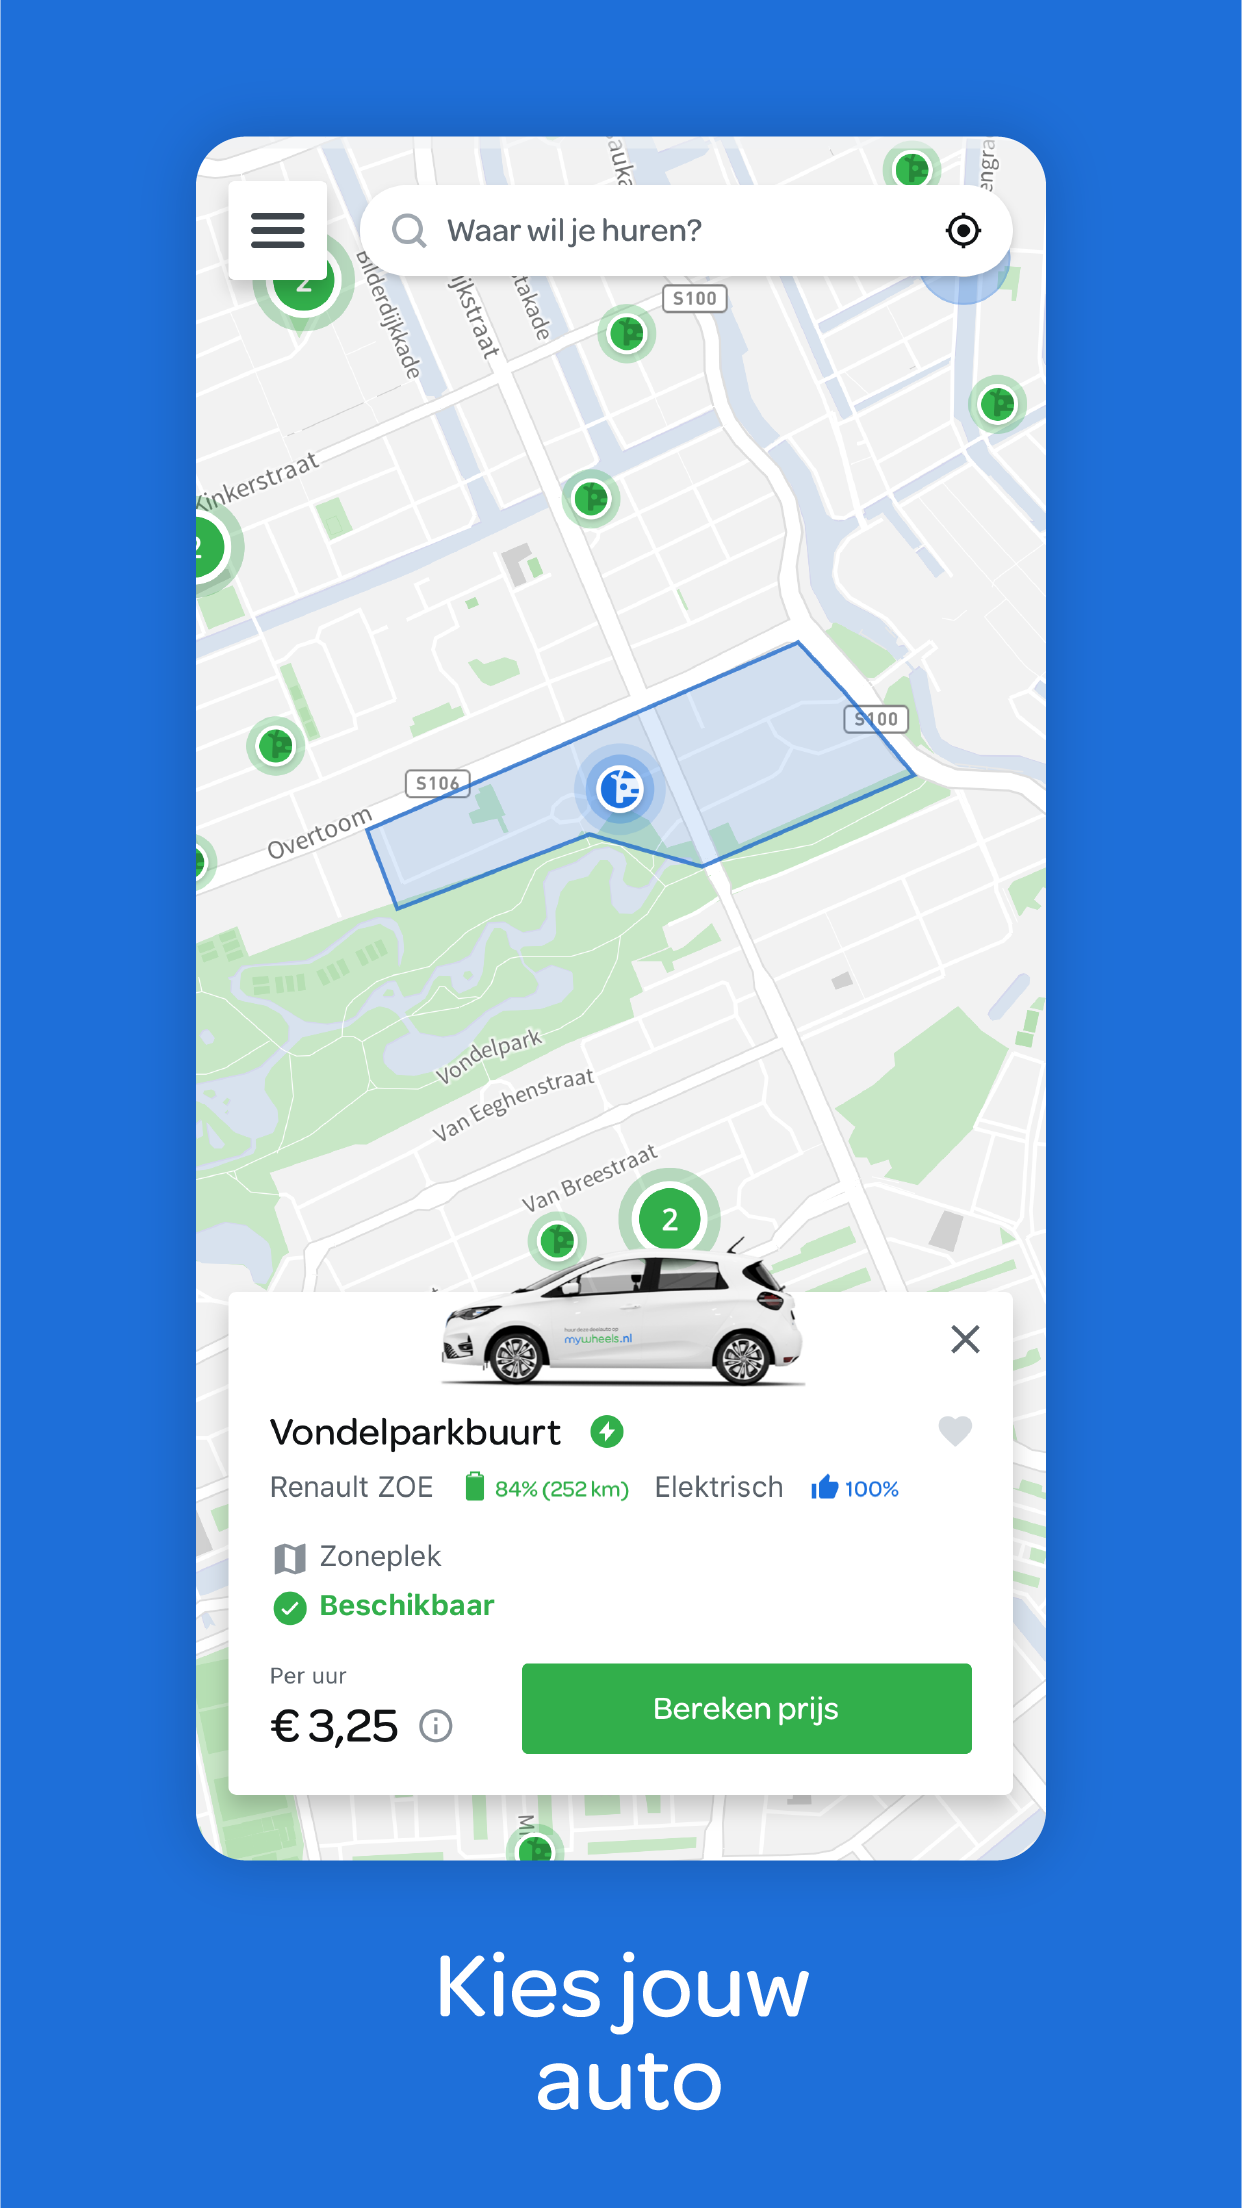 Waar wil je huren?
2
Bilderdijkkade
S100
Kinkerstraat
2
S100
S106
Overtoom
Vondelpark
Van Eeghenstraat
Van Breestraat
2
mywheels.nl
Vondelparkbuurt
Renault ZOE 84% (252 km) Elektrisch 100%
Zoneplek
Beschikbaar
Per uur
€ 3,25
Bereken prijs
Kies jouw
auto